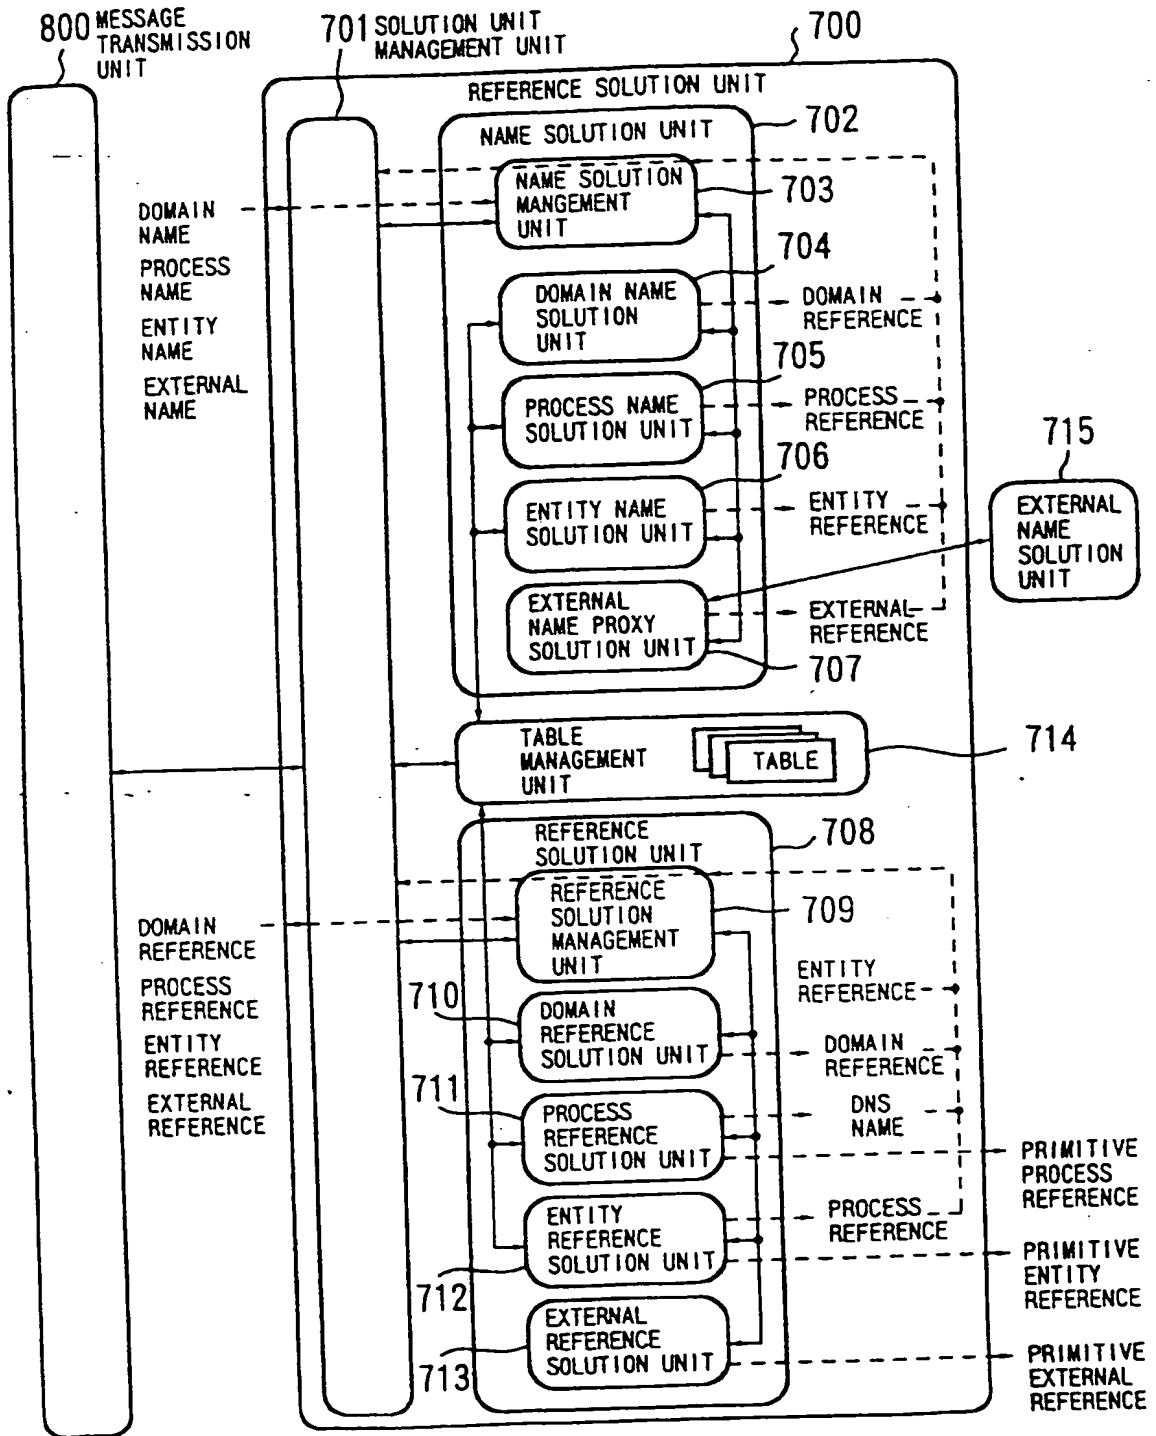 800 MESSAGE
TRANSMISSION
UNIT
701 SOLUTION UNIT
MANAGEMENT UNIT
700
REFERENCE SOLUTION UNIT
NAME SOLUTION UNIT
702
NAME SOLUTION
MANGEMENT
UNIT
703
DOMAIN
NAME
PROCESS
NAME
ENTITY
NAME
EXTERNAL
NAME
704
DOMAIN NAME
SOLUTION
UNIT
DOMAIN
REFERENCE
705
PROCESS NAME
SOLUTION UNIT
PROCESS
REFERENCE
706
ENTITY NAME
SOLUTION UNIT
ENTITY
REFERENCE
715
EXTERNAL
NAME
SOLUTION
UNIT
EXTERNAL
NAME PROXY
SOLUTION UNIT
EXTERNAL
REFERENCE
707
TABLE
MANAGEMENT
UNIT
TABLE
714
REFERENCE
SOLUTION UNIT
708
REFERENCE
SOLUTION
MANAGEMENT
UNIT
709
DOMAIN
REFERENCE
PROCESS
REFERENCE
ENTITY
REFERENCE
EXTERNAL
REFERENCE
ENTITY
REFERENCE
710
DOMAIN
REFERENCE
SOLUTION UNIT
DOMAIN
REFERENCE
711
PROCESS
REFERENCE
SOLUTION UNIT
DNS
NAME
PRIMITIVE
PROCESS
REFERENCE
712
ENTITY
REFERENCE
SOLUTION UNIT
PROCESS
REFERENCE
PRIMITIVE
ENTITY
REFERENCE
713
EXTERNAL
REFERENCE
SOLUTION UNIT
PRIMITIVE
EXTERNAL
REFERENCE